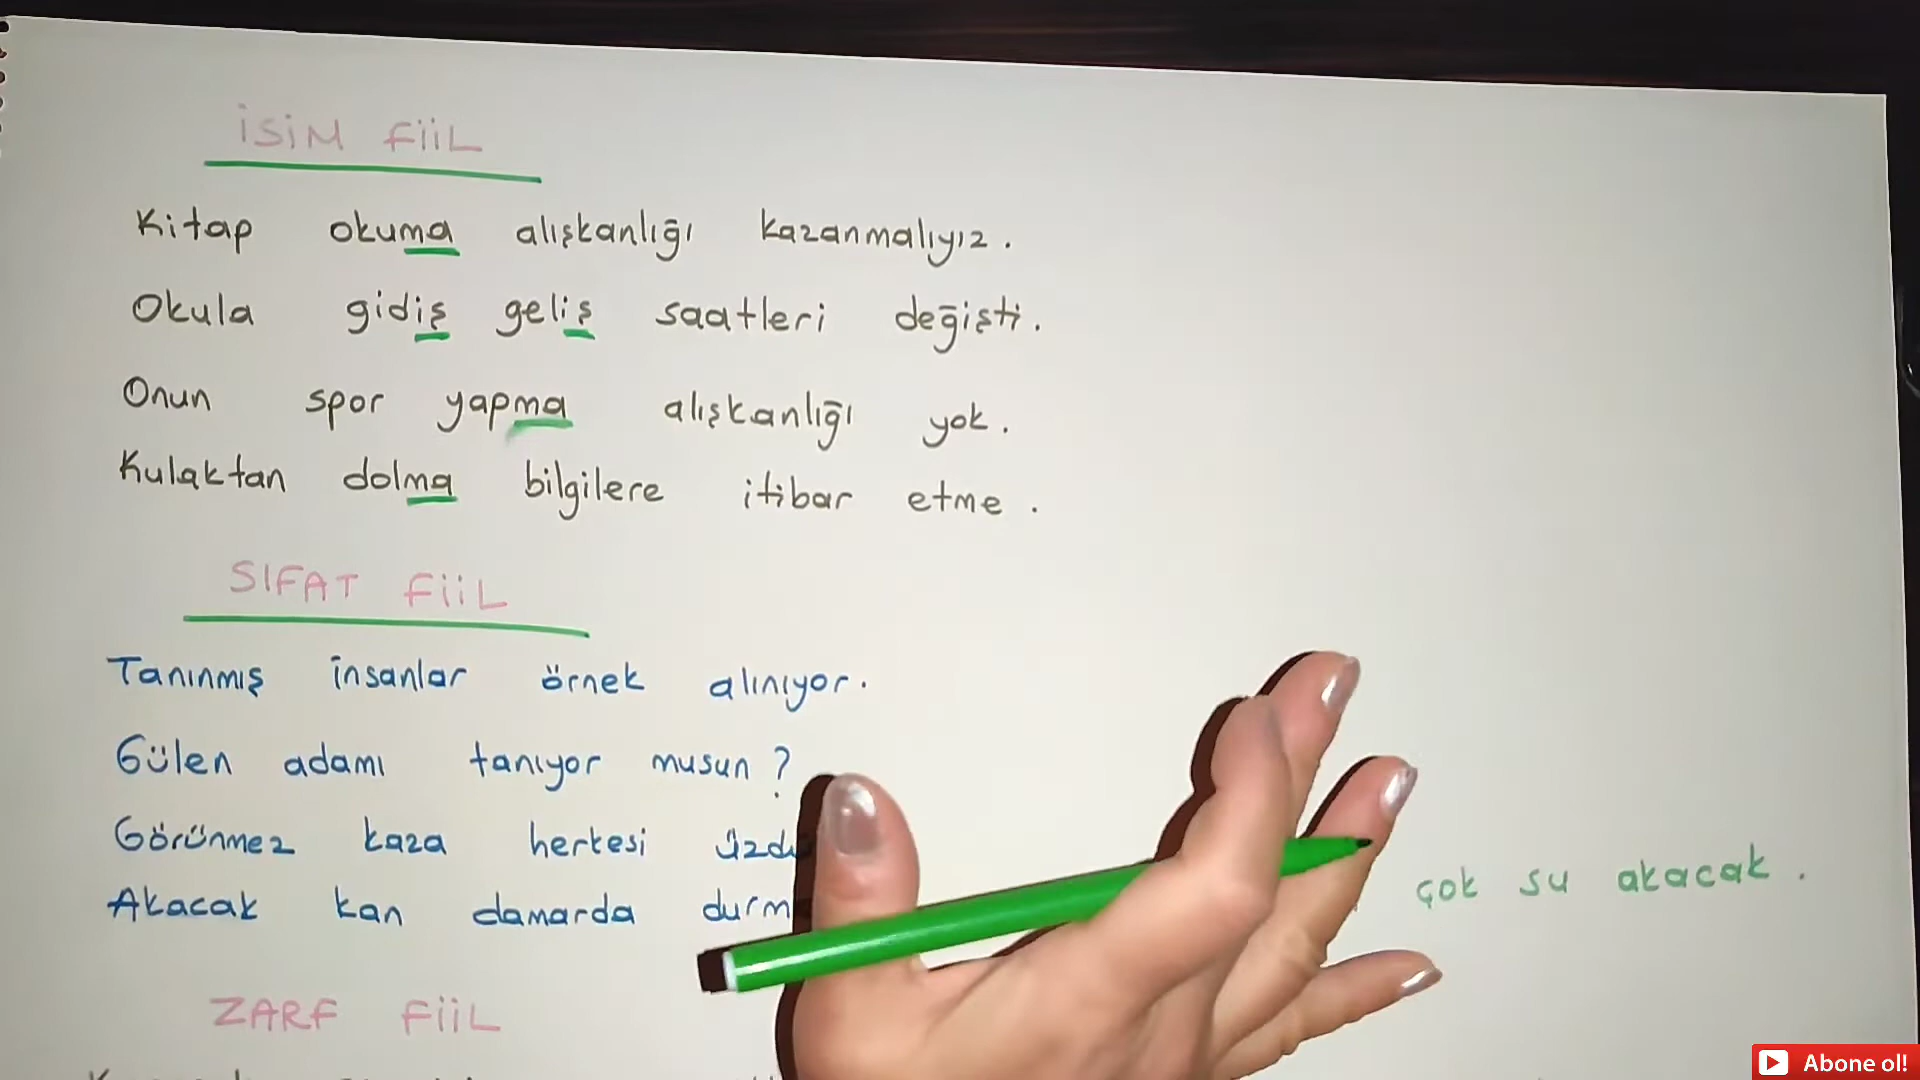 İSİM FİİL
Kitap okuma alışkanlığı kazanmalıyız.
Okula gidiş geliş saatleri değişti.
Onun spor yapma alışkanlığı yok.
Kulaktan dolma bilgilere itibar etme.
SIFAT FİİL
Tanınmış insanlar örnek alınıyor.
Gülen adamı tanıyor musun?
Görünmez kaza herkesi
Akacak kan damarda
çok su akacak.
ZARF FİİL
Abone ol!